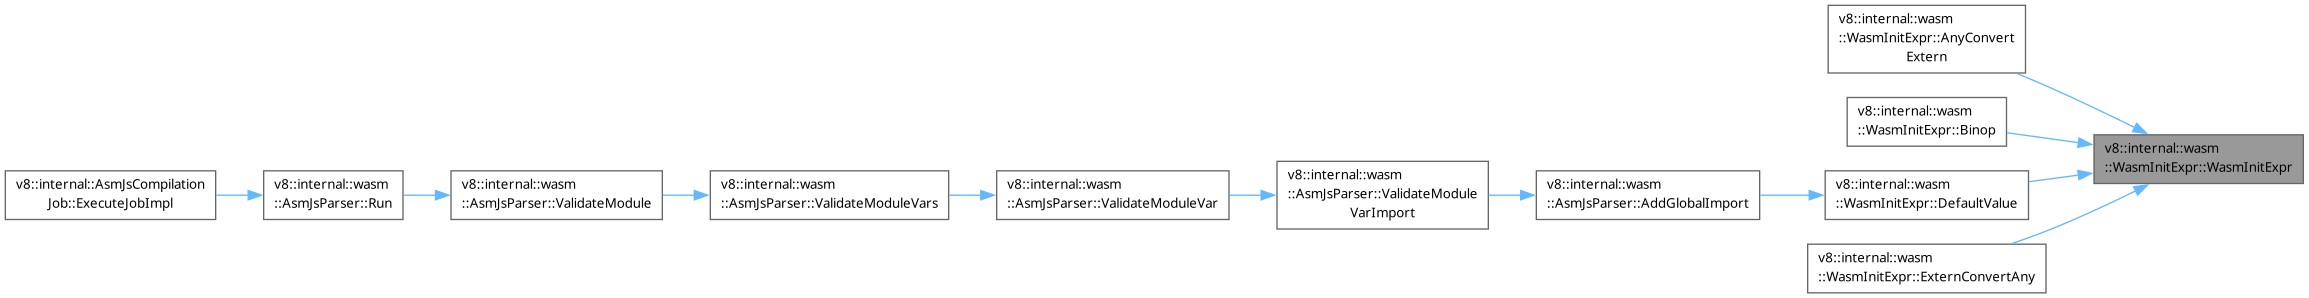 v8::internal::wasm
::WasmInitExpr::AnyConvert
Extern
v8::internal::wasm
::WasmInitExpr::Binop
v8::internal::wasm
::WasmInitExpr::WasmInitExpr
v8::internal::AsmJsCompilation
Job::ExecuteJobImpl
v8::internal::wasm
::AsmJsParser::Run
v8::internal::wasm
::AsmJsParser::ValidateModule
v8::internal::wasm
::AsmJsParser::ValidateModuleVars
v8::internal::wasm
::AsmJsParser::ValidateModuleVar
v8::internal::wasm
::AsmJsParser::ValidateModule
VarImport
v8::internal::wasm
::AsmJsParser::AddGlobalImport
v8::internal::wasm
::WasmInitExpr::DefaultValue
v8::internal::wasm
::WasmInitExpr::ExternConvertAny